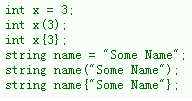 int x = 3;
int x(3);
int x{3};
string name = "Some Name";
string name("Some Name");
string name{"Some Name"};